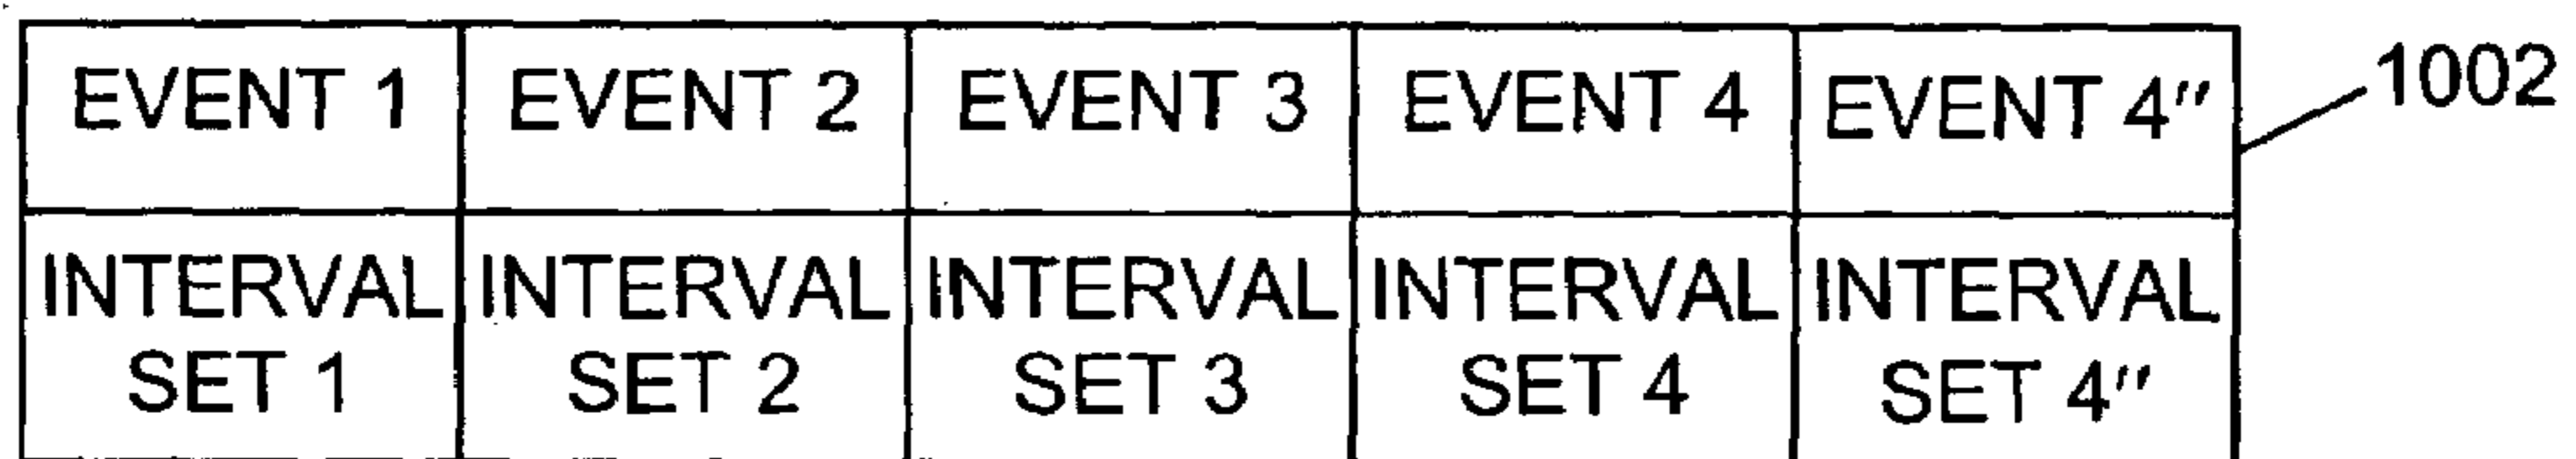 EVENT 1 EVENT 2 EVENT 3 EVENT 4 EVENT 4″ 1002
INTERVAL INTERVAL INTERVAL INTERVAL INTERVAL
SET 1 SET 2 SET 3 SET 4 SET 4″